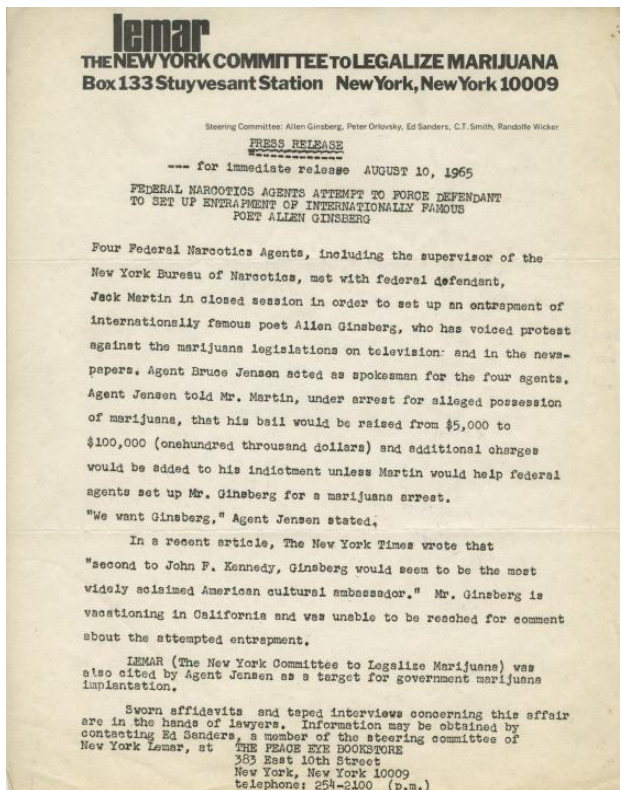 lemar
THE NEW YORK COMMITTEE TO LEGALIZE MARIJUANA
Box 133 Stuyvesant Station New York, New York 10009
Steering Committee: Allen Ginsberg, Peter Orlovsky, Ed Sanders, C.T. Smith, Randolfe Wicker
PRESS RELEASE
--- for immediate release AUGUST 10, 1965
FEDERAL NARCOTICS AGENTS ATTEMPT TO FORCE DEFENDANT
TO SET UP ENTRAPMENT OF INTERNATIONALLY FAMOUS
POET ALLEN GINSBERG
Four Federal Narcotics Agents, including the supervisor of the
New York Bureau of Narcotics, met with federal defendant,
Jack Martin in closed session in order to set up an entrapment of
internationally famous poet Allen Ginsberg, who has voiced protest
against the marijuana legislations on television: and in the news-
papers. Agent Bruce Jensen acted as spokesman for the four agents.
Agent Jensen told Mr. Martin, under arrest for alleged possession
of marijuana, that his bail would be raised from $5,000 to
$100,000 (onehundred throusand dollars) and additional charges
would be added to his indictment unless Martin would help federal
agents set up Mr. Ginsberg for a marijuana arrest.
"We want Ginsberg," Agent Jensen stated.
In a recent article, The New York Times wrote that
"second to John F. Kennedy, Ginsberg would seem to be the most
widely aclaimed American cultural ambassador." Mr. Ginsberg is
vacationing in California and was unable to be reached for comment
about the attempted entrapment.
LEMAR (The New York Committee to Legalize Marijuana) was
also cited by Agent Jensen as a target for government marijuana
implantation.
Sworn affidavits and taped interviews concerning this affair
are in the hands of lawyers. Information may be obtained by
contacting Ed Sanders, a member of the steering committee of
New York Lemar, at THE PEACE EYE BOOKSTORE
383 East 10th Street
New York, New York 10009
telephone: 254-2100 (p.m.)